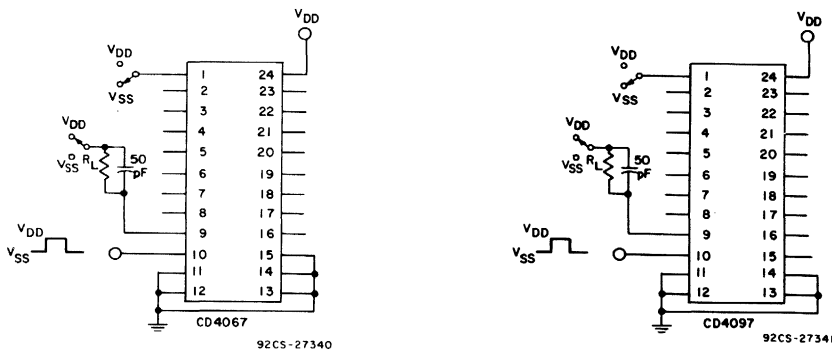 VDD
VDD
VSS
1 24
2 23
3 22
4 21
5 20
6 19
7 18
8 17
9 16
10 15
11 14
12 13
VDD
VSS
RL
50
pF
VDD
VSS
CD4067
92CS-27340
VDD
VDD
VSS
1 24
2 23
3 22
4 21
5 20
6 19
7 18
8 17
9 16
10 15
11 14
12 13
VDD
VSS
RL
50
pF
VDD
VSS
CD4097
92CS-2734